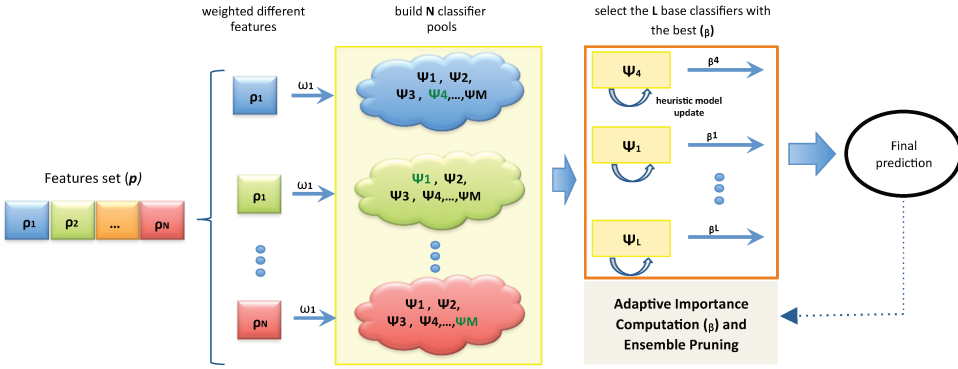 weighted different
features
build N classifier
pools
select the L base classifiers with
the best (β)
Features set (p)
ρ1
ρ2
...
ρN
ρ1
ω1
Ψ1 , Ψ2,
Ψ3 , Ψ4,...,ΨM
ρ1
ω1
Ψ1, Ψ2,
Ψ3 , Ψ4,...,ΨM
ρN
ω1
Ψ1 , Ψ2,
Ψ3 , Ψ4,...,ΨM
Ψ4
β4
heuristic model
update
Ψ1
β1
ΨL
βL
Adaptive Importance
Computation (β) and
Ensemble Pruning
Final
prediction